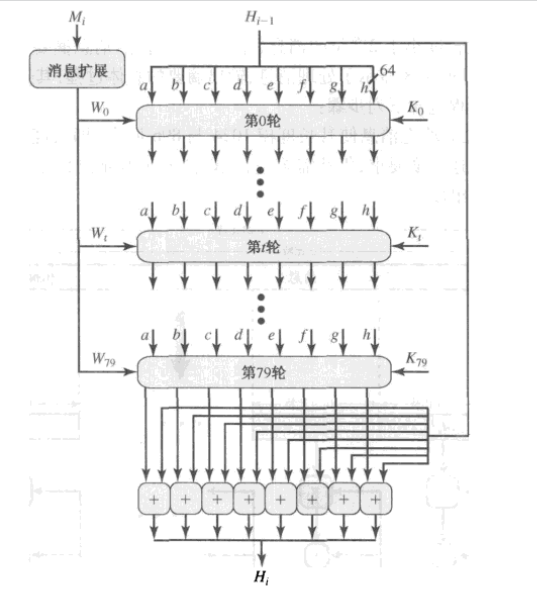 M_i H_{i-1}
消息扩展
a b c d e f g h 64
W_0 第0轮 K_0
a b c d e f g h
W_t 第t轮 K_t
a b c d e f g h
W_79 第79轮 K_79
+ + + + + + + +
H_i